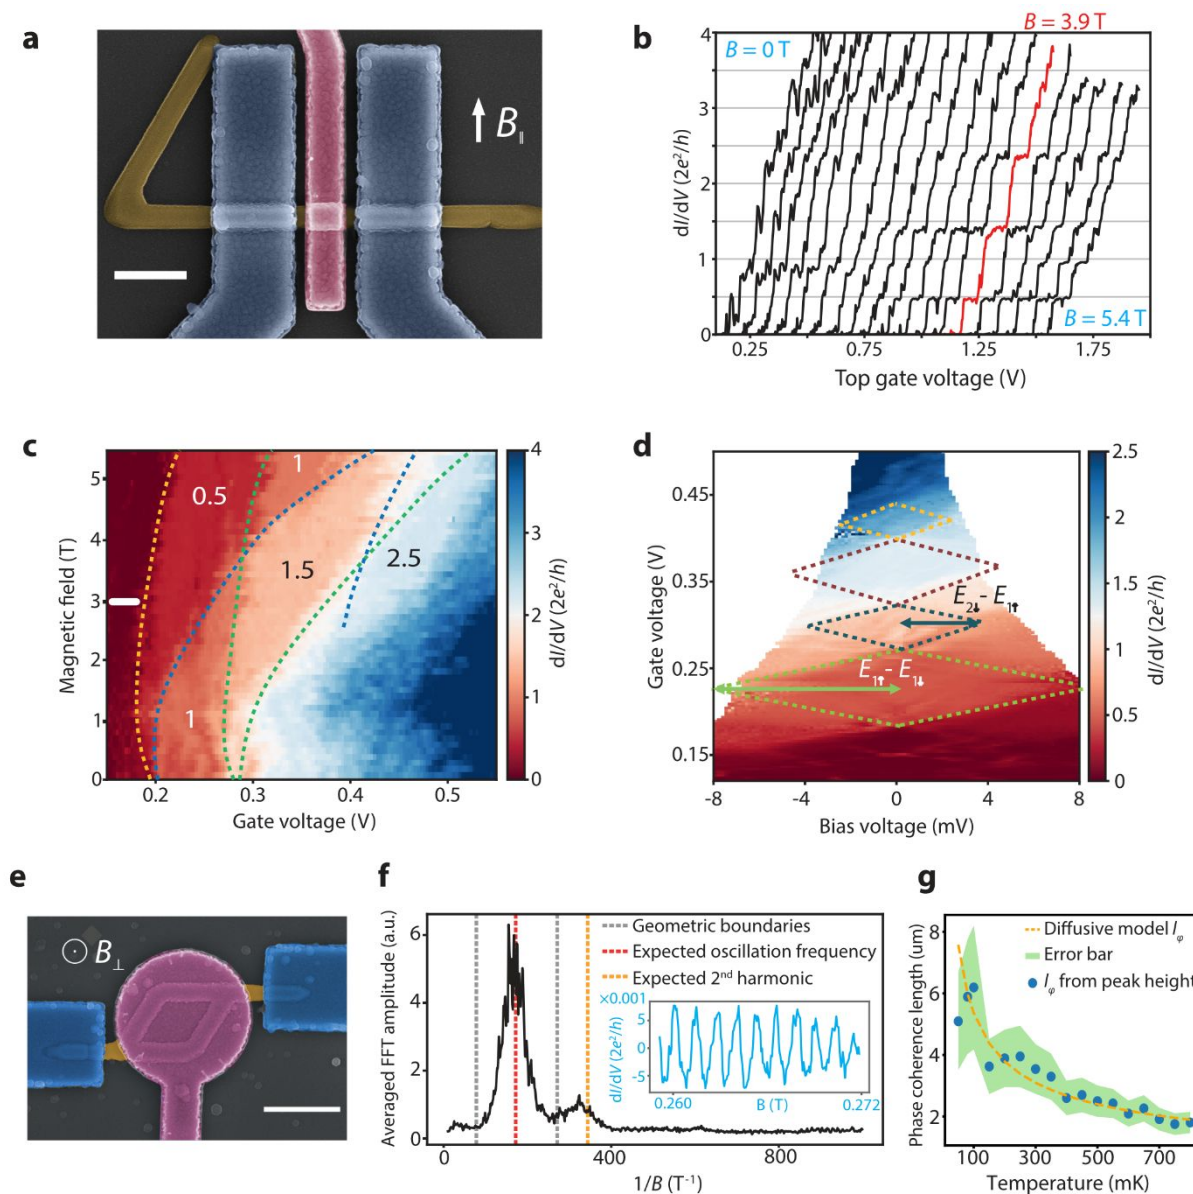 a
B∥
b
B = 3.9 T
B = 0 T
B = 5.4 T
dI/dV (2e²/h)
4
3
2
1
0
0.25 0.75 1.25 1.75
Top gate voltage (V)
c
Magnetic field (T)
5
4
3
2
1
0
0.5
1
1.5
2.5
1
0.2 0.3 0.4 0.5
Gate voltage (V)
4
3
2
1
0
dI/dV (2e²/h)
d
Gate voltage (V)
0.45
0.35
0.25
0.15
E2↓ - E1↑
E1↑ - E1↓
-8 -4 0 4 8
Bias voltage (mV)
2.5
2
1.5
1
0.5
0
dI/dV (2e²/h)
e
B⊥
f
Averaged FFT amplitude (a.u.)
6
4
2
0
Geometric boundaries
Expected oscillation frequency
Expected 2nd harmonic
×0.001
dI/dV (2e²/h)
5
0
-5
0.260 B (T) 0.272
0 400 800
1/B (T⁻¹)
g
Phase coherence length (um)
8
6
4
2
Diffusive model lφ
Error bar
lφ from peak height
100 300 500 700
Temperature (mK)